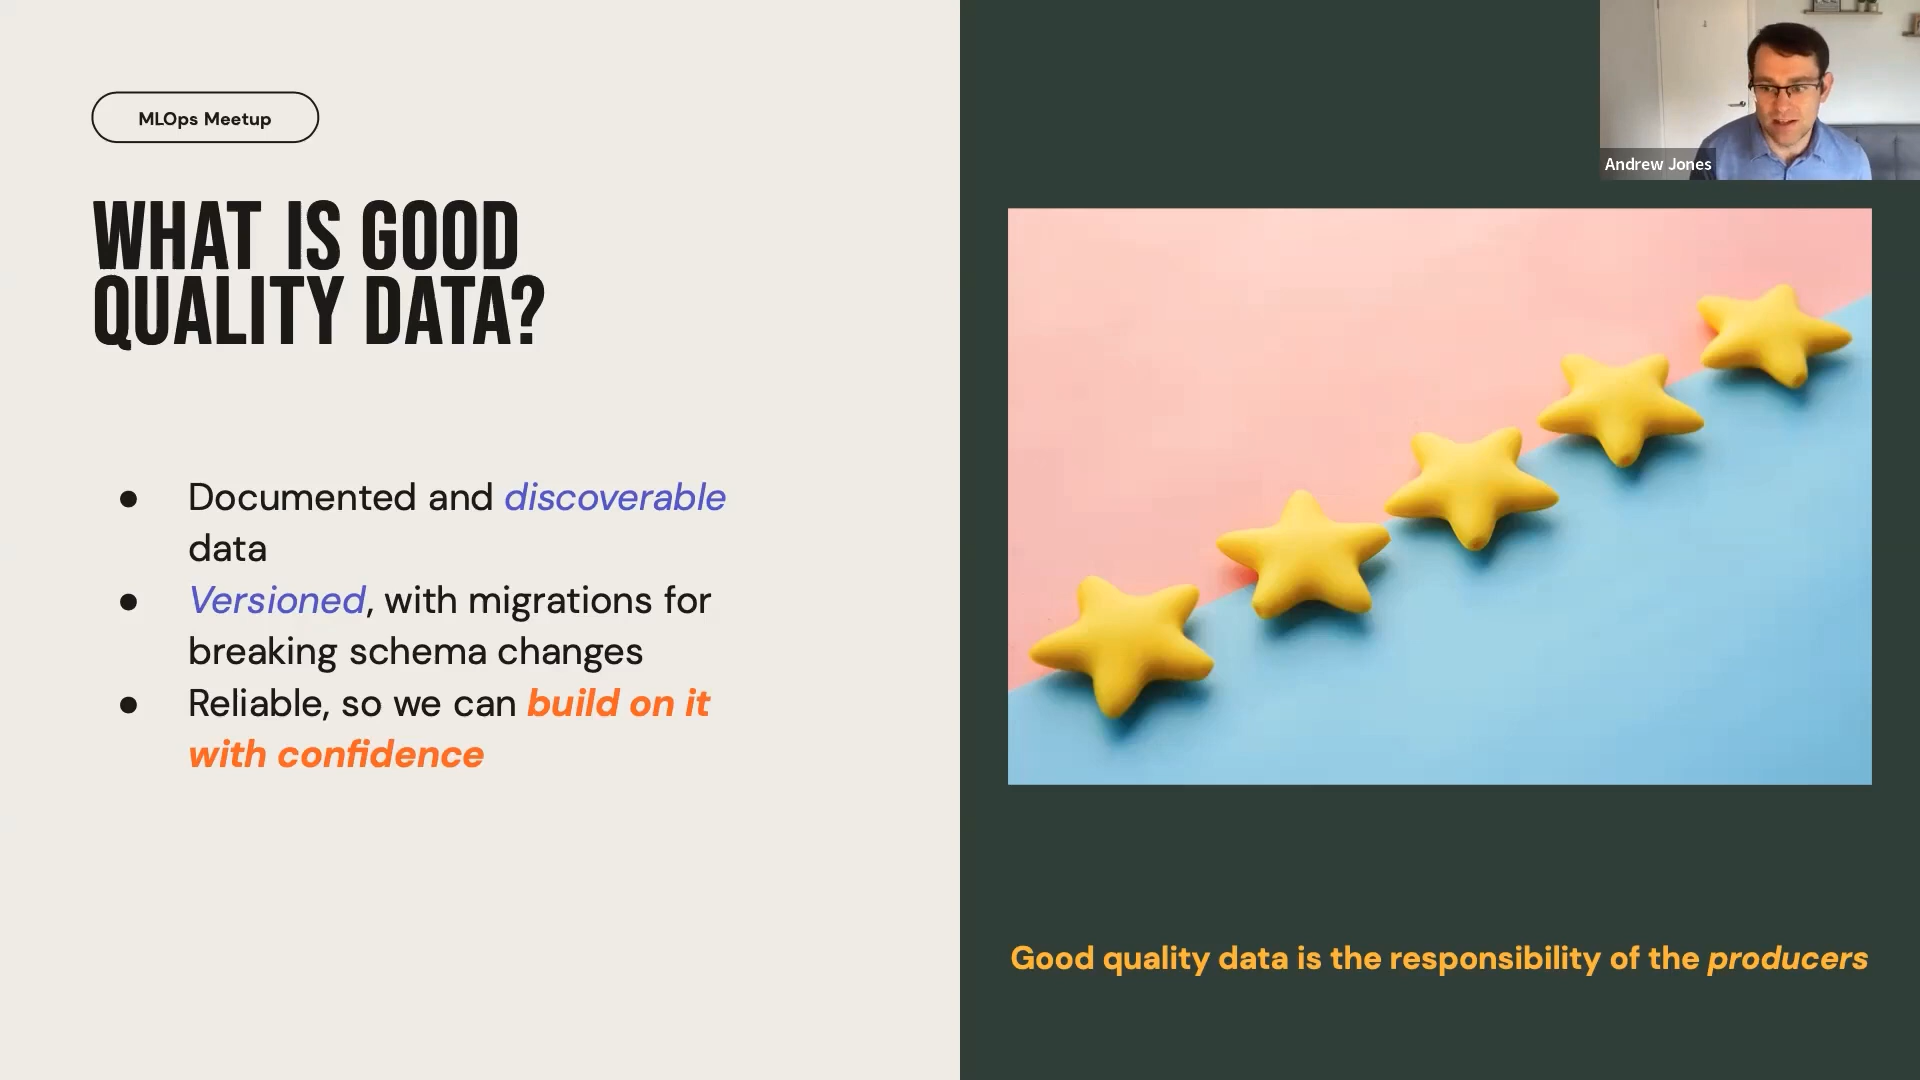 MLOps Meetup
WHAT IS GOOD
QUALITY DATA?
● Documented and discoverable
data
● Versioned, with migrations for
breaking schema changes
● Reliable, so we can build on it
with confidence
Andrew Jones
Good quality data is the responsibility of the producers